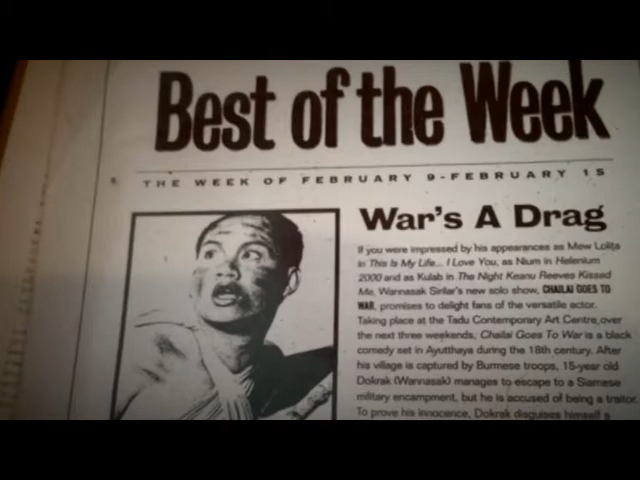 Best of the Week
THE WEEK OF FEBRUARY 9-FEBRUARY 15
War's A Drag
If you were impressed by his appearances as Mew Lolita
in This Is My Life... I Love You, as Nium in Helenium
2000 and as Kulab in The Night Keanu Reeves Kissed
Me, Wannasak Sirilar's new solo show, CHAILAI GOES TO
WAR, promises to delight fans of the versatile actor.
Taking place at the Tadu Contemporary Art Centre, over
the next three weekends, Chailai Goes To War is a black
comedy set in Ayutthaya during the 18th century. After
his village is captured by Burmese troops, 15-year old
Dokrak (Wannasak) manages to escape to a Siamese
military encampment, but he is accused of being a traitor.
To prove his innocence, Dokrak disguises himself a